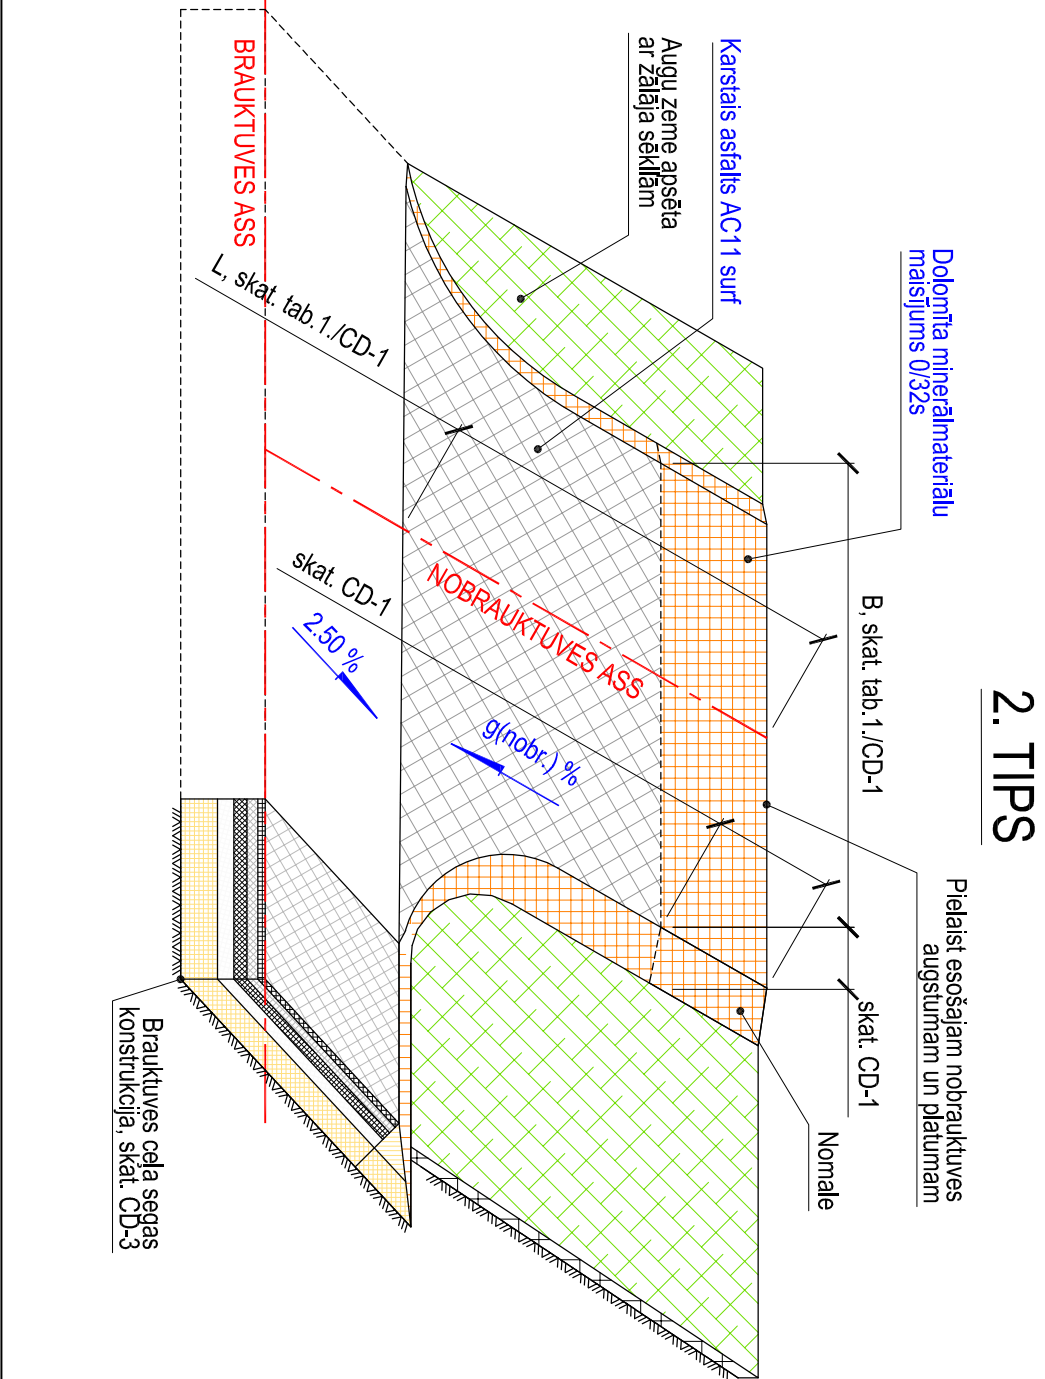 2. TIPS
Pielaist esošajam nobrauktuves
augstumam un platumam
Dolomīta minerālmateriālu
maisījums 0/32s
B, skat. tab.1./CD-1
skat. CD-1
Nomale
Karstais asfalts AC11 surf
Augu zeme apsēta
ar zālāja sēklām
NOBRAUKTUVES ASS
g(nobr.) %
L, skat. tab.1./CD-1
skat. CD-1
2.50 %
BRAUKTUVES ASS
Brauktuves ceļa segas
konstrukcija, skat. CD-3